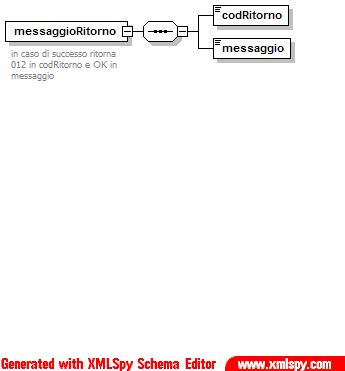 messaggioRitorno
in caso di successo ritorna
012 in codRitorno e OK in
messaggio
codRitorno
messaggio
Generated with XMLSpy Schema Editor www.xmlspy.com